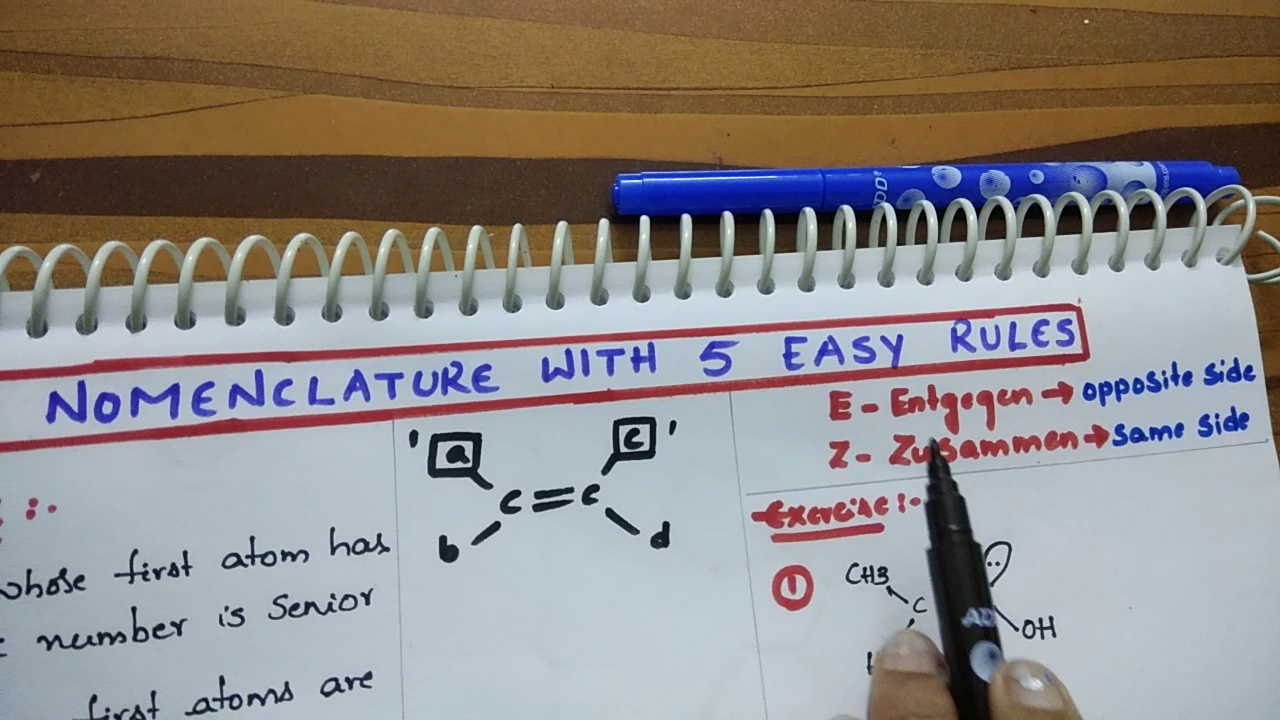 NOMENCLATURE WITH 5 EASY RULES
whose first atom has
number is Senior
first atoms are
' a c '
C = C
b d
E - Entgegen → opposite side
Z - Zusammen → same side
Exercise :-
1 CH3
C
OH